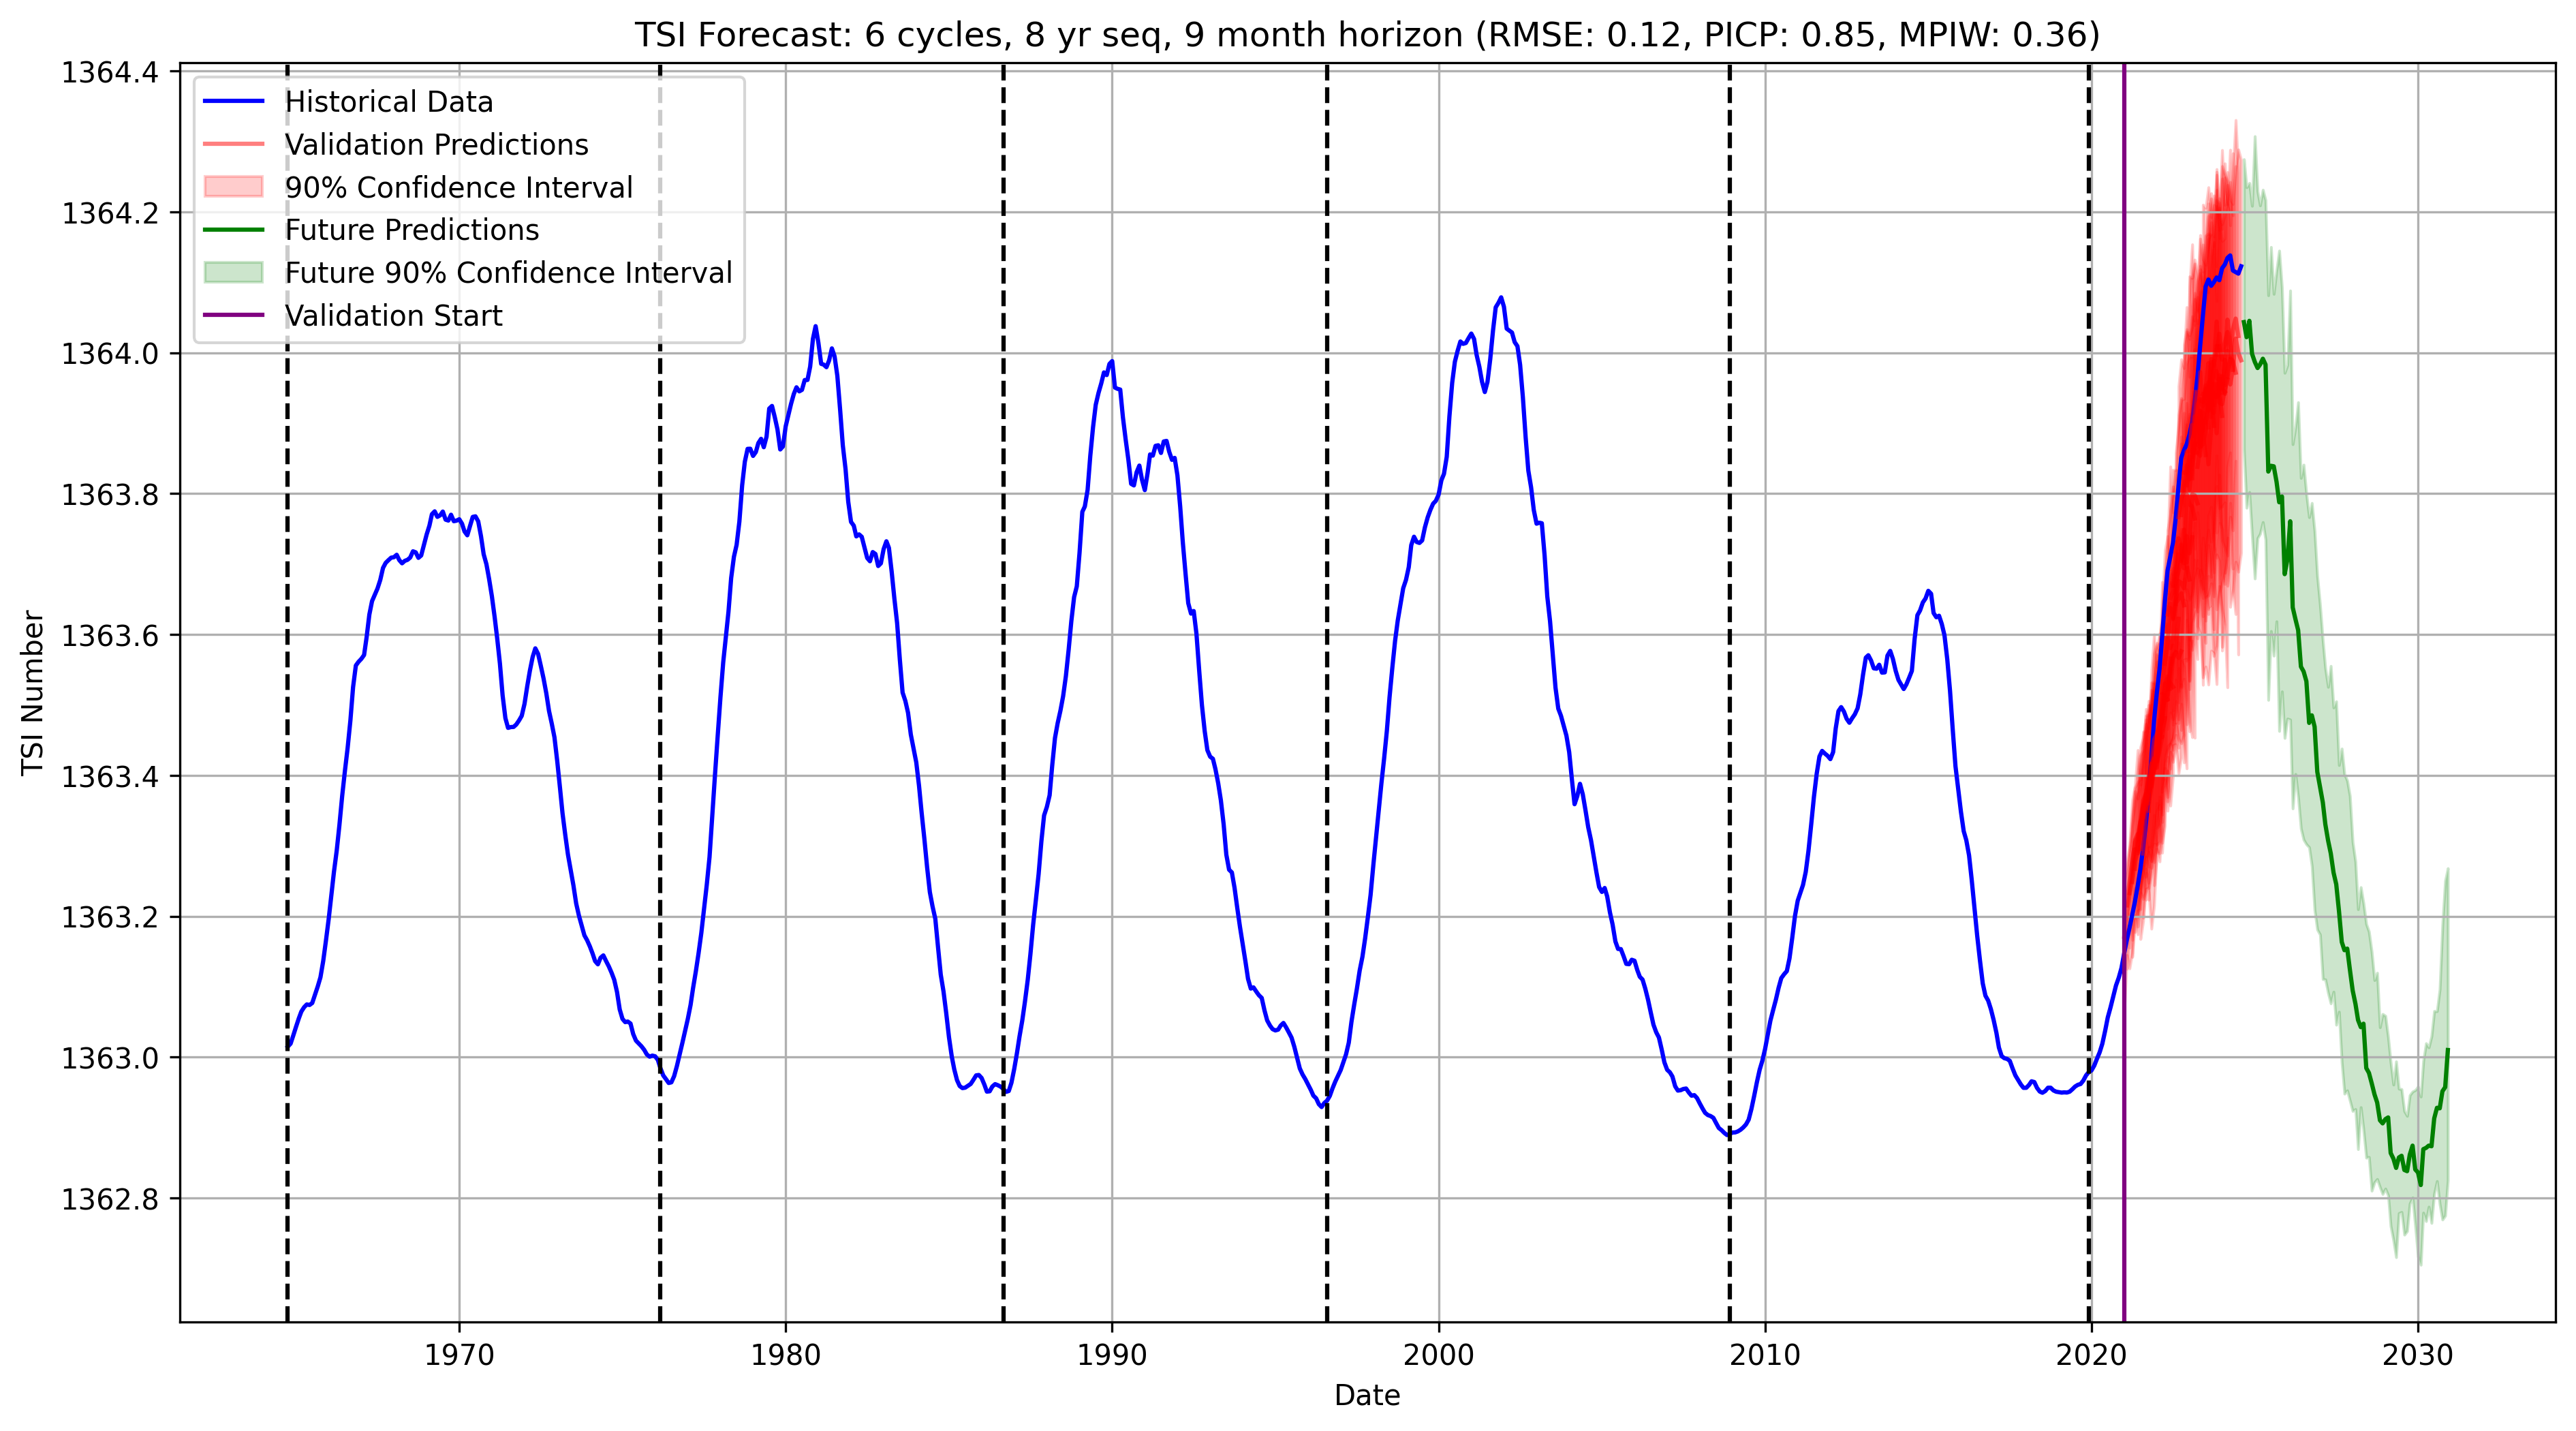 TSI Forecast: 6 cycles, 8 yr seq, 9 month horizon (RMSE: 0.12, PICP: 0.85, MPIW: 0.36)
Historical Data
Validation Predictions
90% Confidence Interval
Future Predictions
Future 90% Confidence Interval
Validation Start
TSI Number
1364.4
1364.2
1364.0
1363.8
1363.6
1363.4
1363.2
1363.0
1362.8
1970
1980
1990
2000
2010
2020
2030
Date